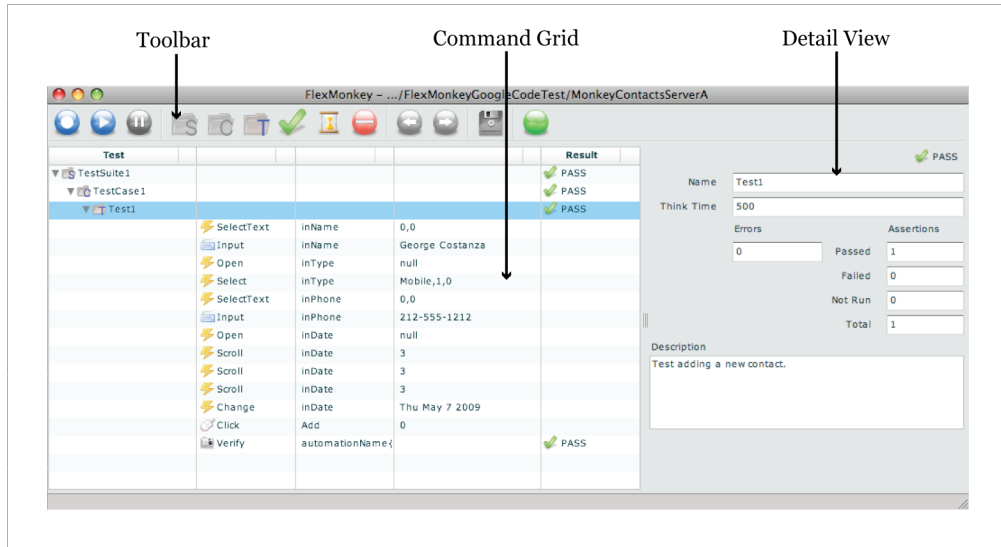 Toolbar Command Grid Detail View
FlexMonkey – .../FlexMonkeyGoogleCodeTest/MonkeyContactsServerA
S C T
Test Result
PASS
S TestSuite1 PASS
C TestCase1 PASS
T Test1 PASS
SelectText inName 0,0
Input inName George Costanza
Open inType null
Select inType Mobile,1,0
SelectText inPhone 0,0
Input inPhone 212-555-1212
Open inDate null
Scroll inDate 3
Scroll inDate 3
Scroll inDate 3
Change inDate Thu May 7 2009
Click Add 0
Verify automationName{ PASS
Name Test1
Think Time 500
Errors Assertions
0 Passed 1
Failed 0
Not Run 0
Total 1
Description
Test adding a new contact.